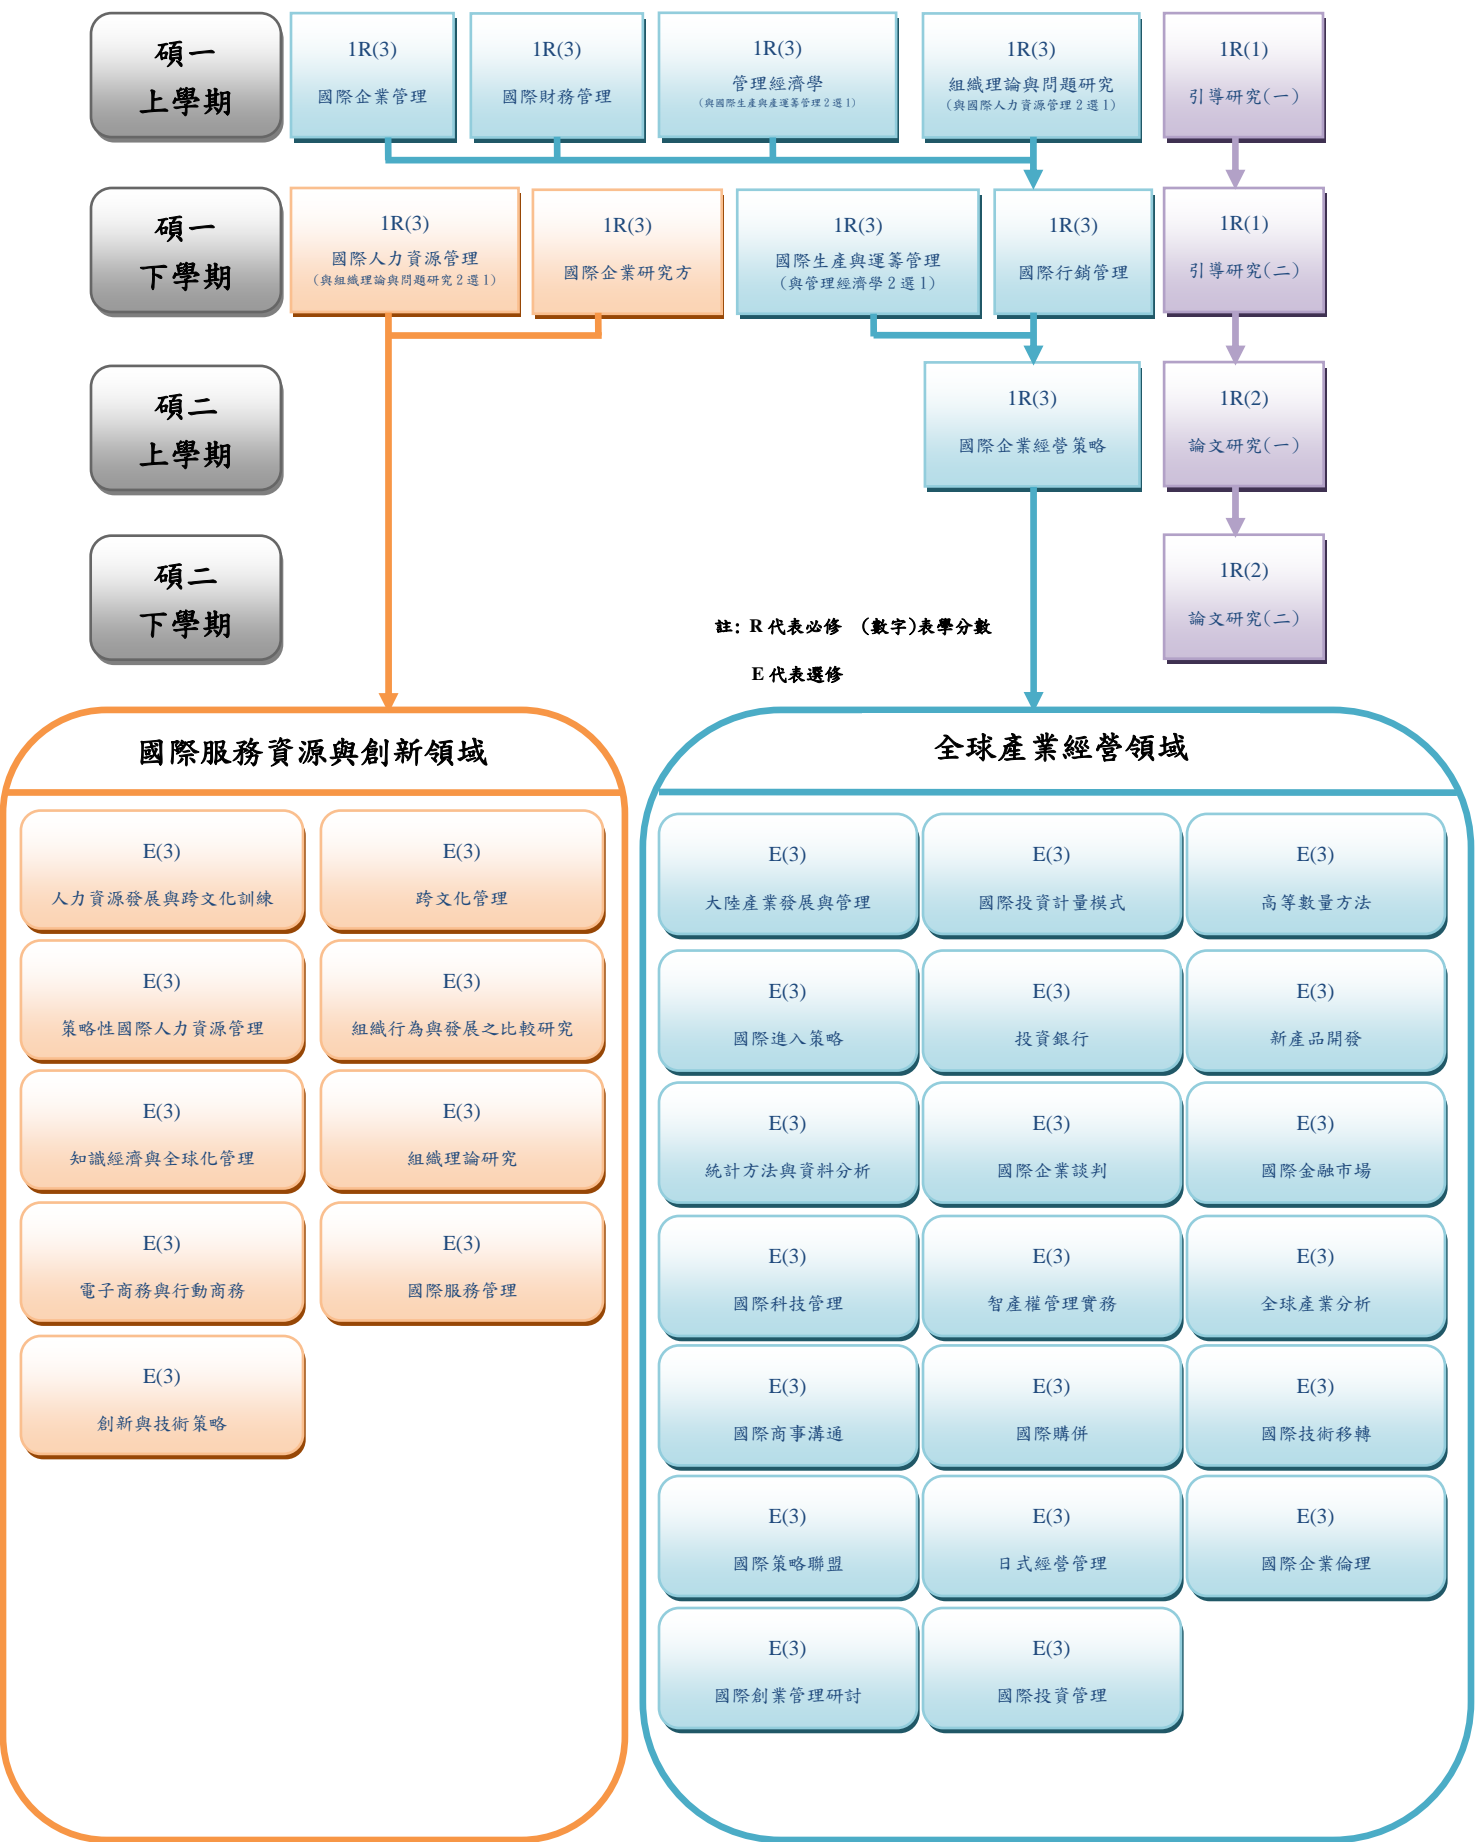 碩一
上學期
1R(3)
國際企業管理
1R(3)
國際財務管理
1R(3)
管理經濟學
(與國際生產與產運籌管理2選1)
1R(3)
組織理論與問題研究
(與國際人力資源管理2選1)
1R(1)
引導研究(一)
碩一
下學期
1R(3)
國際人力資源管理
(與組織理論與問題研究2選1)
1R(3)
國際企業研究方
1R(3)
國際生產與運籌管理
(與管理經濟學2選1)
1R(3)
國際行銷管理
1R(1)
引導研究(二)
碩二
上學期
1R(3)
國際企業經營策略
1R(2)
論文研究(一)
碩二
下學期
1R(2)
論文研究(二)
註: R 代表必修 (數字)表學分數
E 代表選修
國際服務資源與創新領域
E(3)
人力資源發展與跨文化訓練
E(3)
跨文化管理
E(3)
策略性國際人力資源管理
E(3)
組織行為與發展之比較研究
E(3)
知識經濟與全球化管理
E(3)
組織理論研究
E(3)
電子商務與行動商務
E(3)
國際服務管理
E(3)
創新與技術策略
全球產業經營領域
E(3)
大陸產業發展與管理
E(3)
國際投資計量模式
E(3)
高等數量方法
E(3)
國際進入策略
E(3)
投資銀行
E(3)
新產品開發
E(3)
統計方法與資料分析
E(3)
國際企業談判
E(3)
國際金融市場
E(3)
國際科技管理
E(3)
智產權管理實務
E(3)
全球產業分析
E(3)
國際商事溝通
E(3)
國際購併
E(3)
國際技術移轉
E(3)
國際策略聯盟
E(3)
日式經營管理
E(3)
國際企業倫理
E(3)
國際創業管理研討
E(3)
國際投資管理